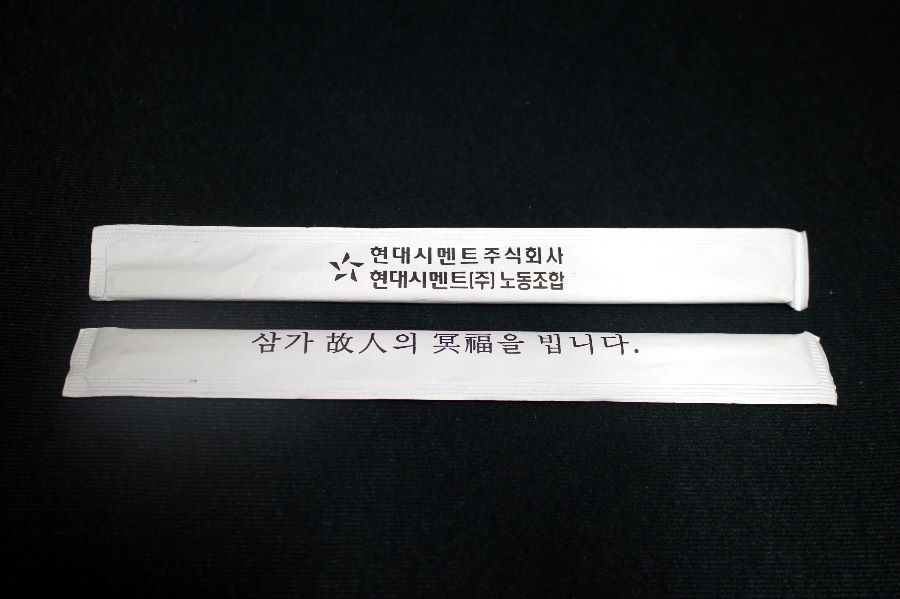 현대시멘트 주식회사
현대시멘트(주) 노동조합
삼가 故人의 冥福을 빕니다.